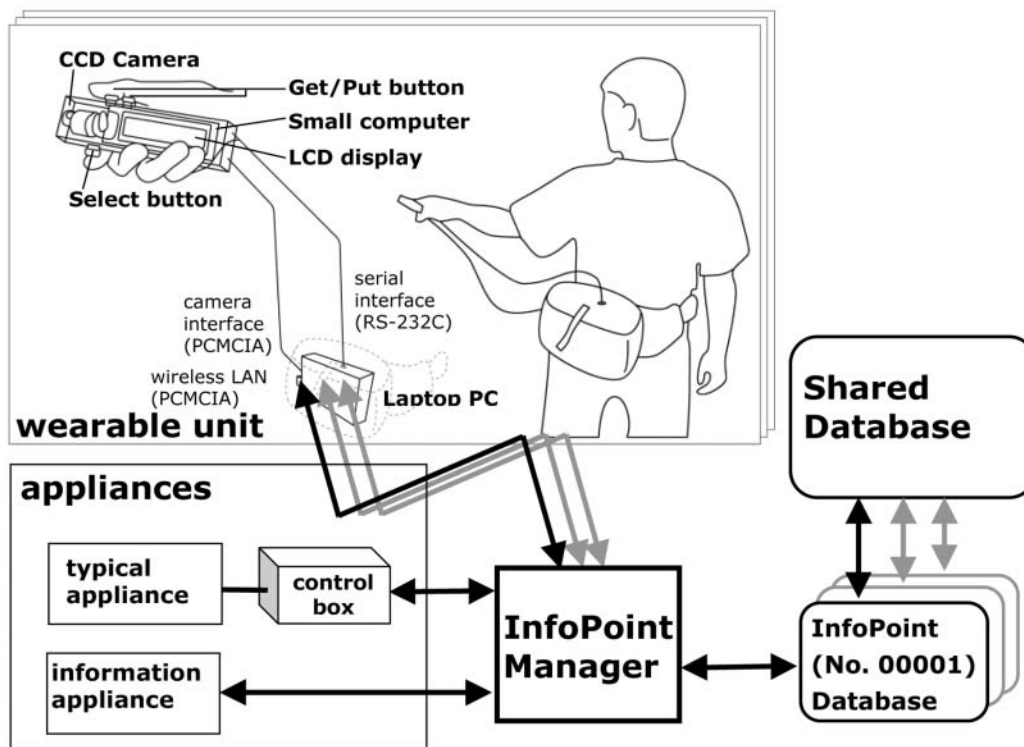 CCD Camera
Get/Put button
Small computer
LCD display
Select button
serial
interface
(RS-232C)
camera
interface
(PCMCIA)
wireless LAN
(PCMCIA)
Laptop PC
wearable unit
Shared
Database
appliances
typical
appliance
control
box
information
appliance
InfoPoint
Manager
InfoPoint
(No. 00001)
Database